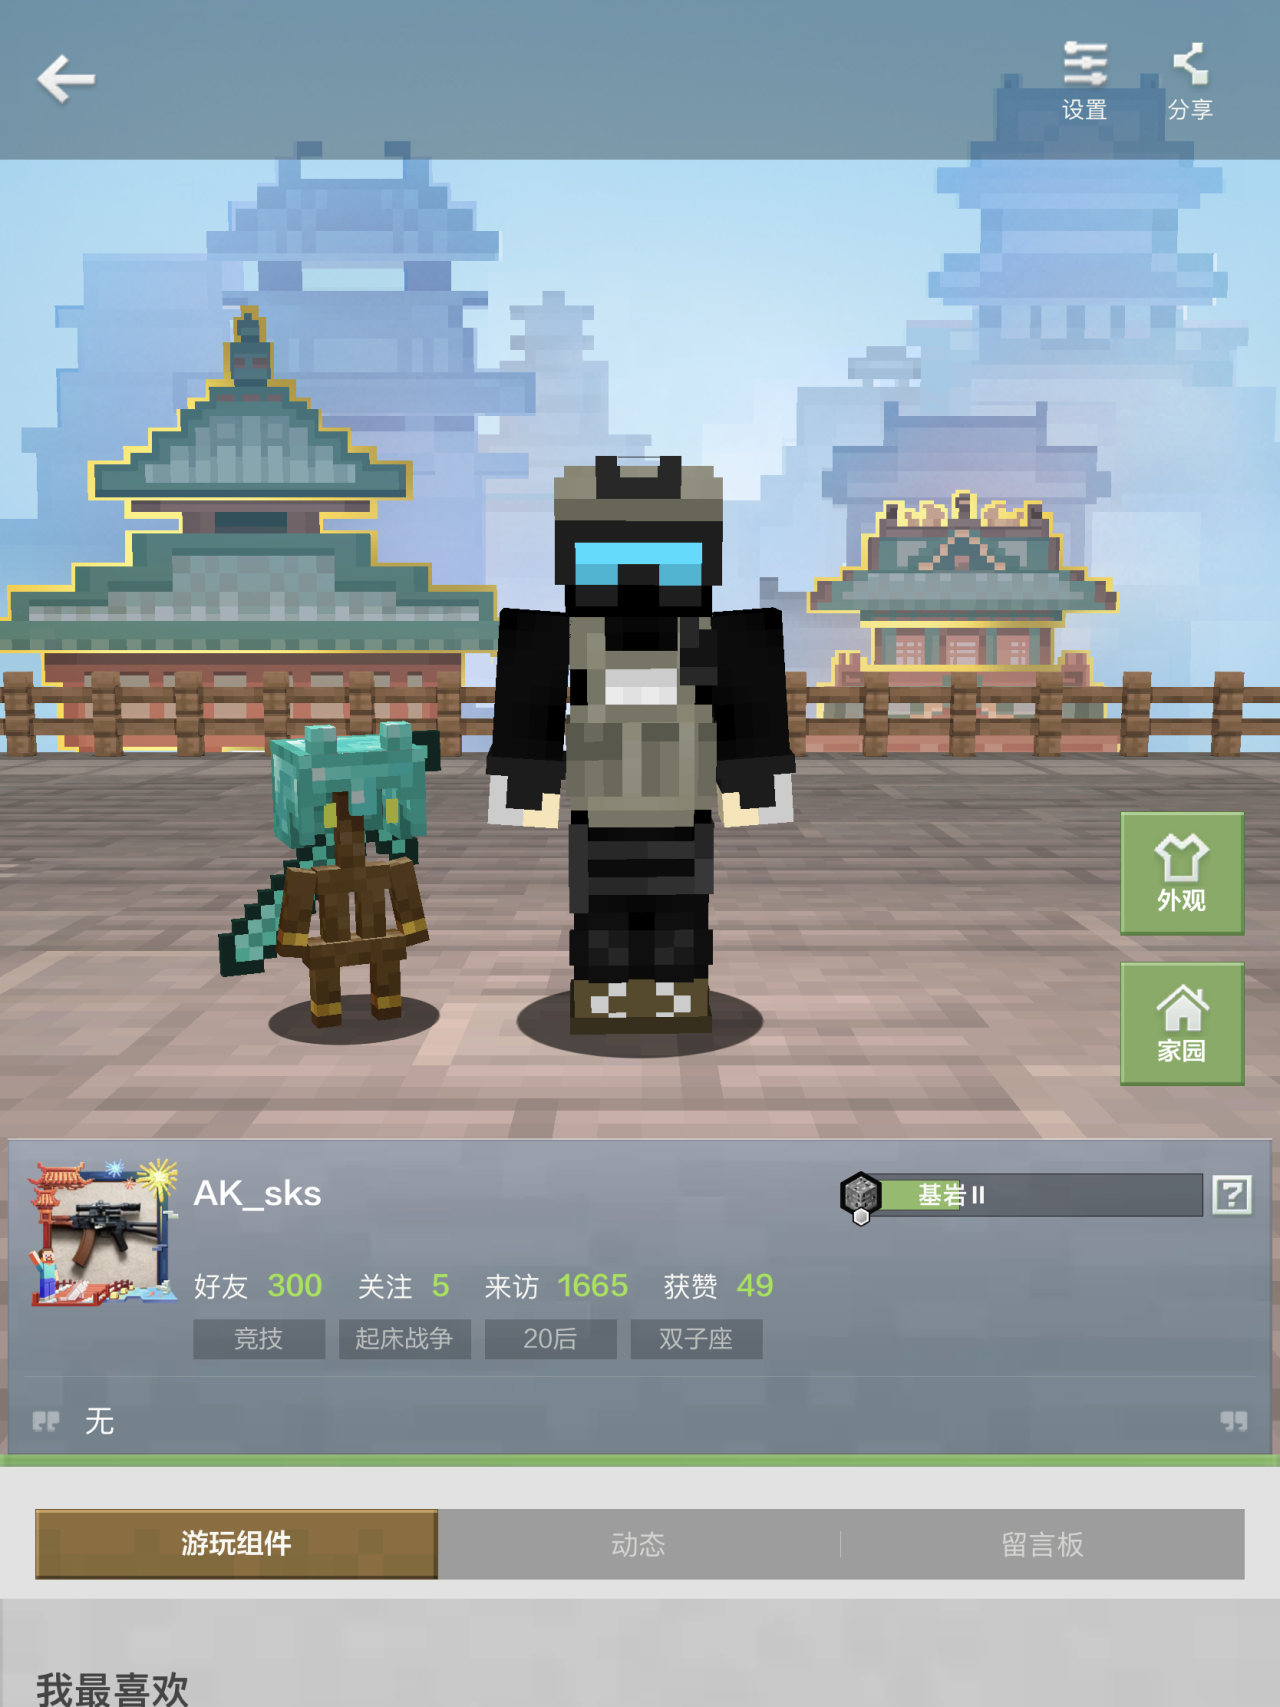 设置
分享
外观
家园
AK_sks
基岩II
?
好友 300 关注 5 来访 1665 获赞 49
竞技 起床战争 20后 双子座
无
游玩组件 动态 留言板
我最喜欢